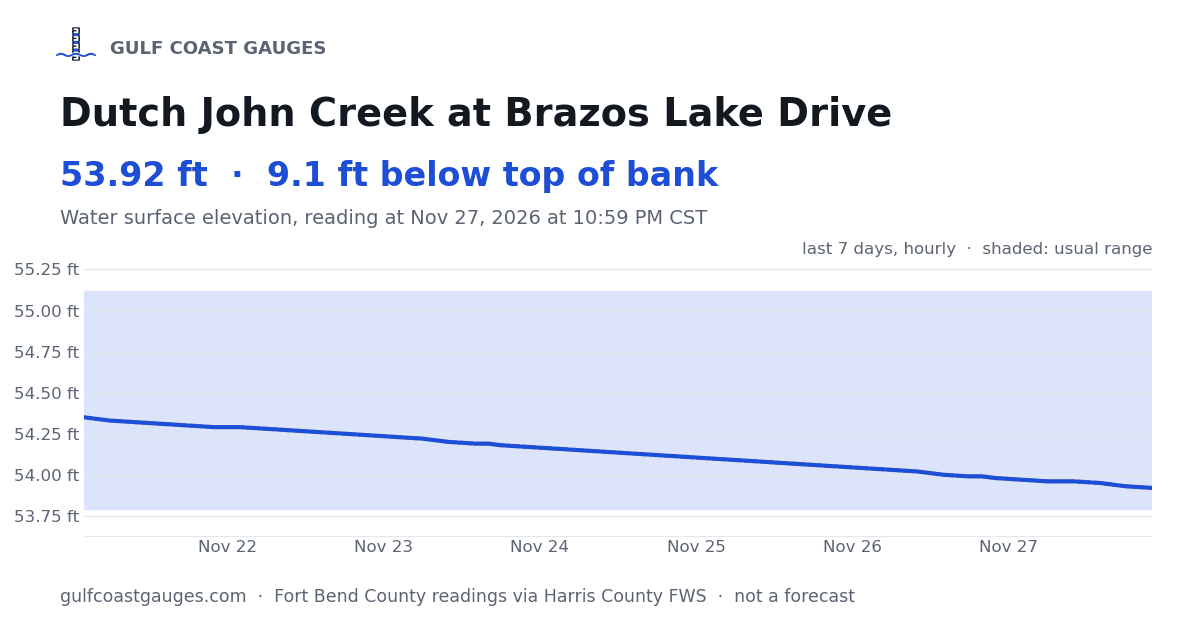 GULF COAST GAUGES
Dutch John Creek at Brazos Lake Drive
53.92 ft · 9.1 ft below top of bank
Water surface elevation, reading at Nov 27, 2026 at 10:59 PM CST
last 7 days, hourly · shaded: usual range
55.25 ft
55.00 ft
54.75 ft
54.50 ft
54.25 ft
54.00 ft
53.75 ft
Nov 22 Nov 23 Nov 24 Nov 25 Nov 26 Nov 27
gulfcoastgauges.com · Fort Bend County readings via Harris County FWS · not a forecast